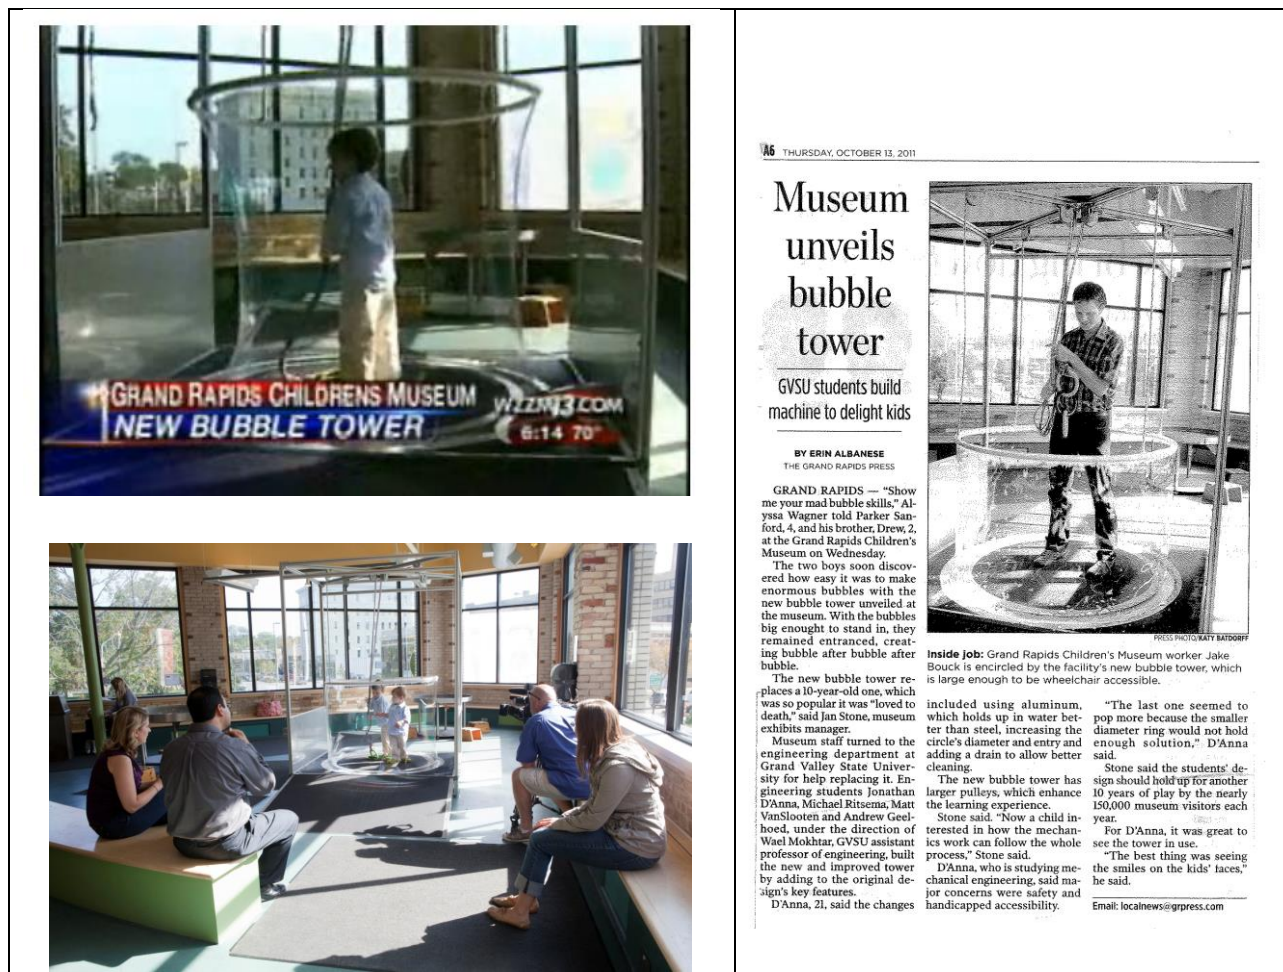 GRAND RAPIDS CHILDRENS MUSEUM
NEW BUBBLE TOWER
WZZM13.COM
6:14 70°
A6 THURSDAY, OCTOBER 13, 2011
Museum
unveils
bubble
tower
GVSU students build
machine to delight kids
BY ERIN ALBANESE
THE GRAND RAPIDS PRESS
GRAND RAPIDS — “Show
me your mad bubble skills,” Al-
yssa Wagner told Parker San-
ford, 4, and his brother, Drew, 2,
at the Grand Rapids Children’s
Museum on Wednesday.
The two boys soon discov-
ered how easy it was to make
enormous bubbles with the
new bubble tower unveiled at
the museum. With the bubbles
big enought to stand in, they
remained entranced, creat-
ing bubble after bubble after
bubble.
The new bubble tower re-
places a 10-year-old one, which
was so popular it was “loved to
death,” said Jan Stone, museum
exhibits manager.
Museum staff turned to the
engineering department at
Grand Valley State Univer-
sity for help replacing it. En-
gineering students Jonathan
D’Anna, Michael Ritsema, Matt
VanSlooten and Andrew Geel-
hoed, under the direction of
Wael Mokhtar, GVSU assistant
professor of engineering, built
the new and improved tower
by adding to the original de-
sign’s key features.
D’Anna, 21, said the changes
PRESS PHOTO/KATY BATDORFF
Inside job: Grand Rapids Children’s Museum worker Jake
Bouck is encircled by the facility’s new bubble tower, which
is large enough to be wheelchair accessible.
included using aluminum,
which holds up in water bet-
ter than steel, increasing the
circle’s diameter and entry and
adding a drain to allow better
cleaning.
The new bubble tower has
larger pulleys, which enhance
the learning experience.
Stone said. “Now a child in-
terested in how the mechan-
ics work can follow the whole
process,” Stone said.
D’Anna, who is studying me-
chanical engineering, said ma-
jor concerns were safety and
handicapped accessibility.
“The last one seemed to
pop more because the smaller
diameter ring would not hold
enough solution,” D’Anna
said.
Stone said the students’ de-
sign should hold up for another
10 years of play by the nearly
150,000 museum visitors each
year.
For D’Anna, it was great to
see the tower in use.
“The best thing was seeing
the smiles on the kids’ faces,”
he said.
Email: localnews@grpress.com